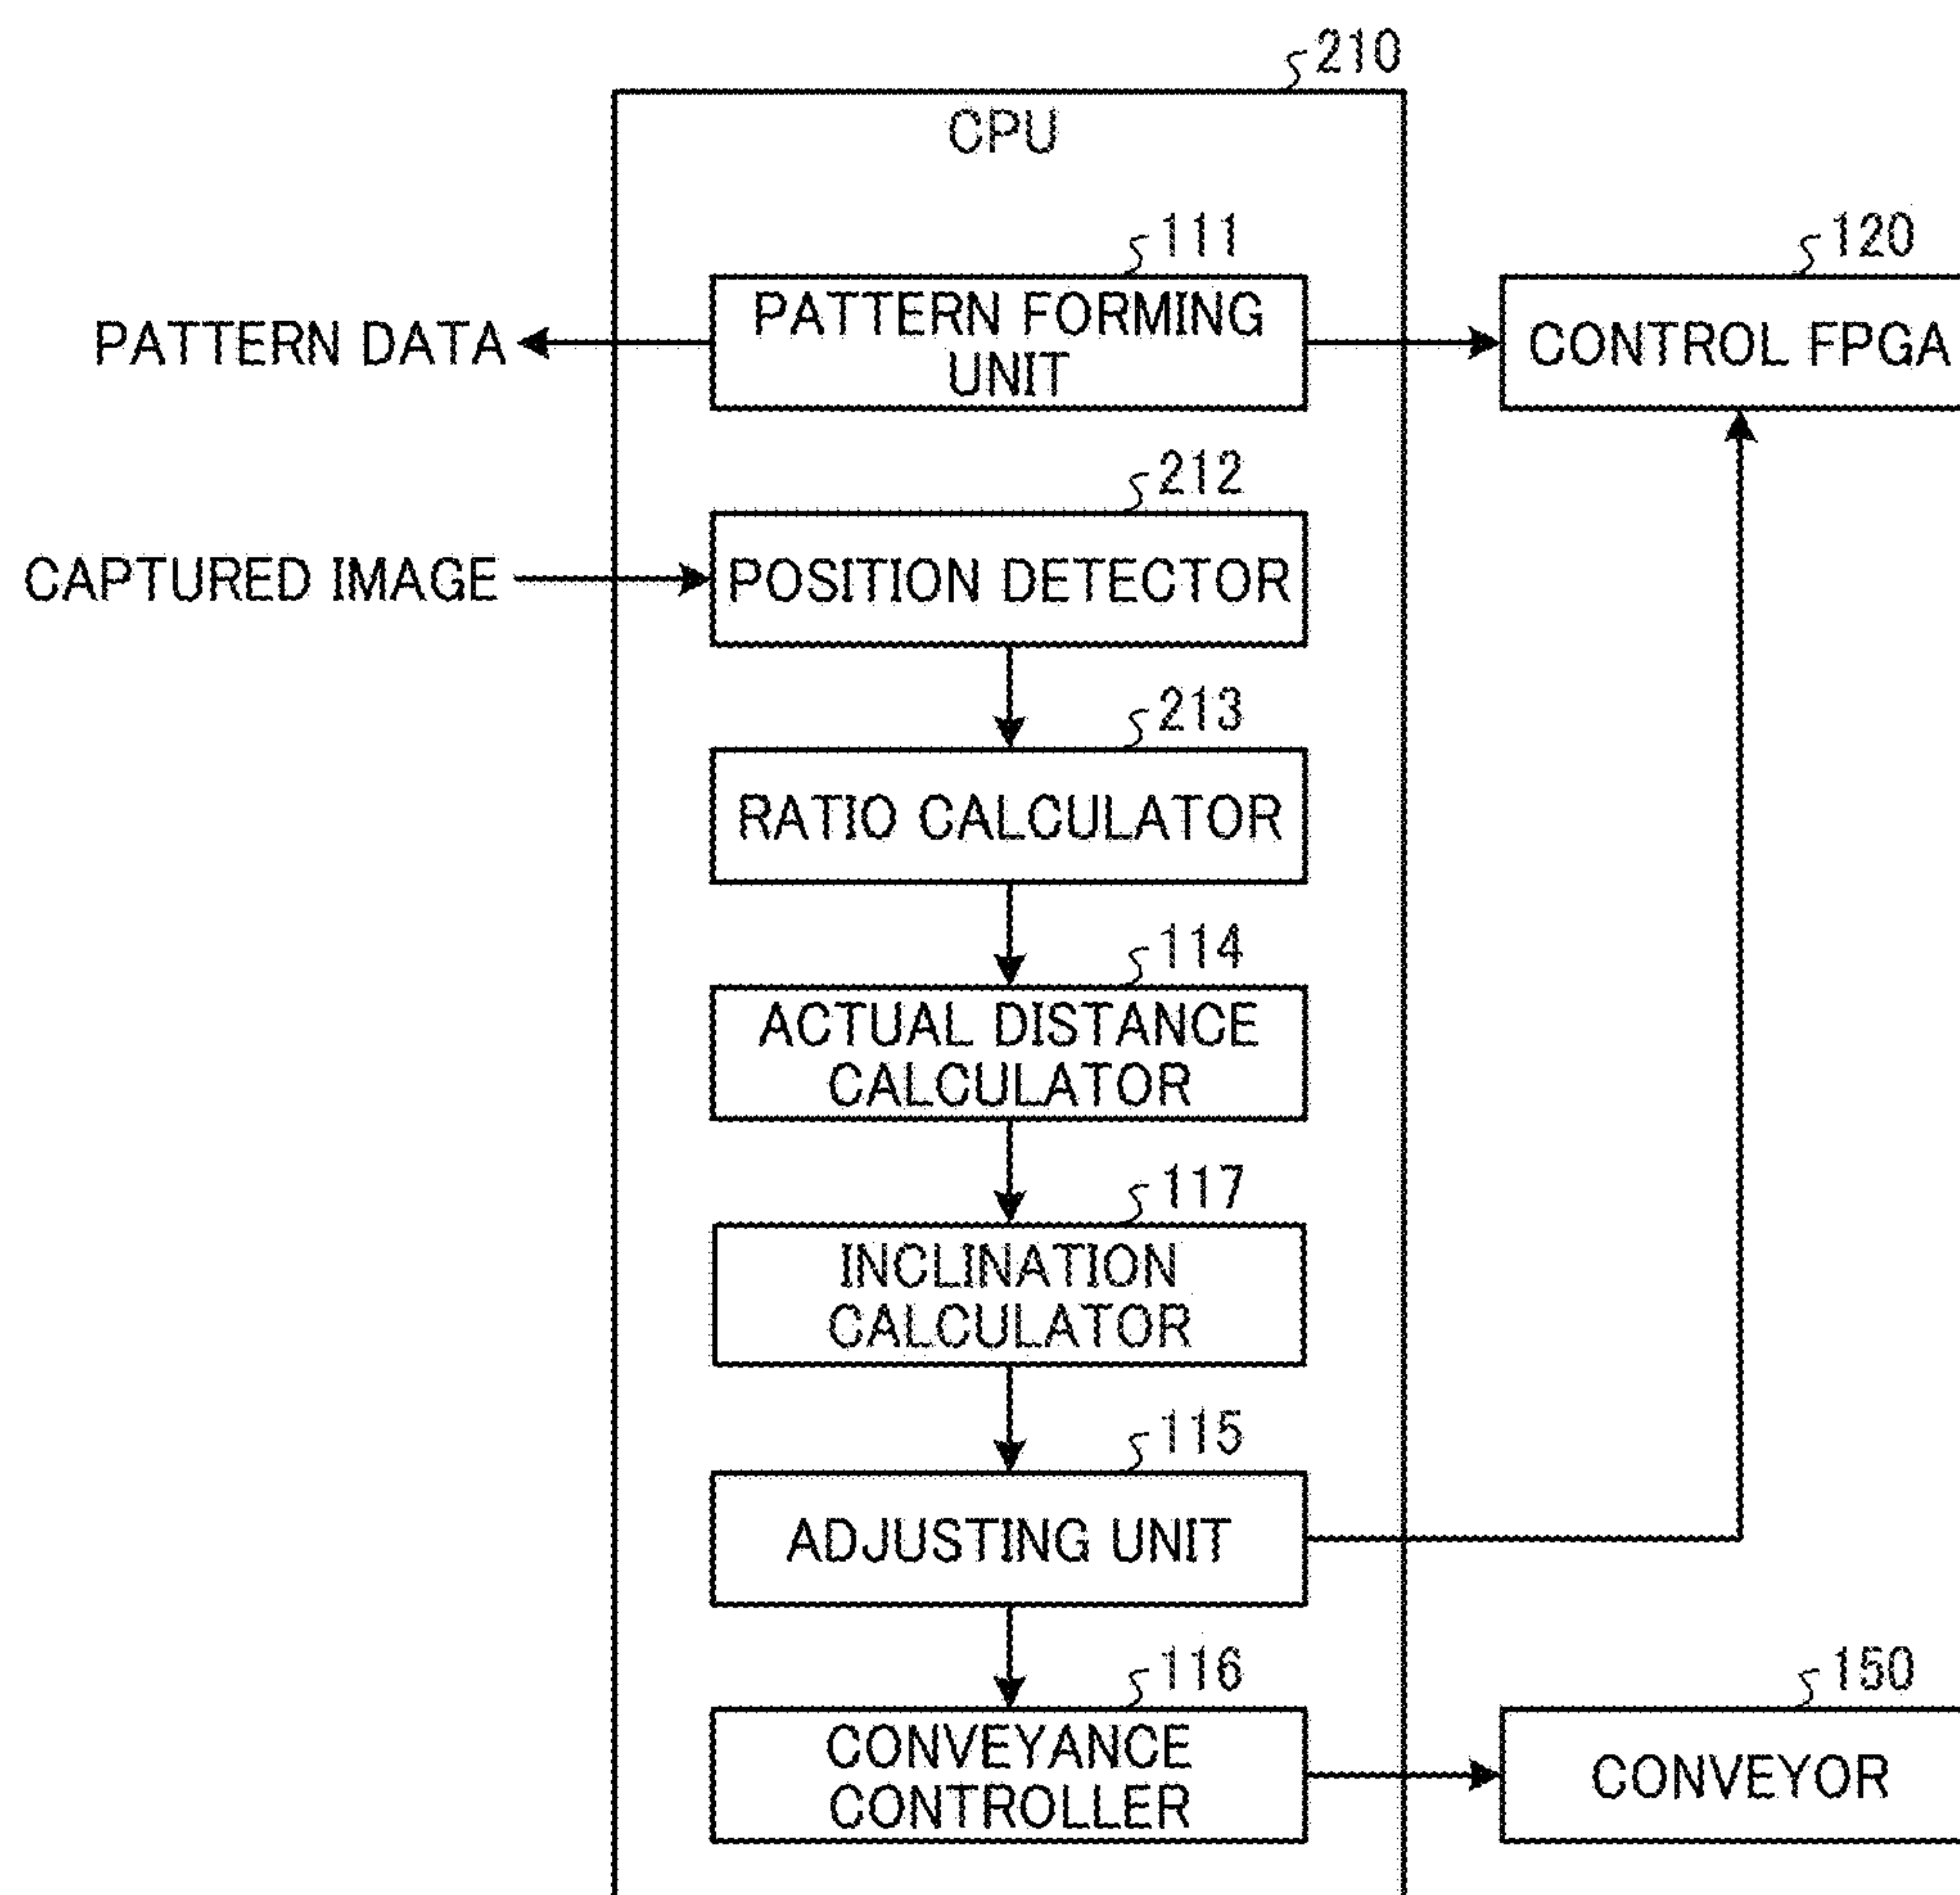 210
CPU
111
120
PATTERN DATA
PATTERN FORMING
UNIT
CONTROL FPGA
212
CAPTURED IMAGE
POSITION DETECTOR
213
RATIO CALCULATOR
114
ACTUAL DISTANCE
CALCULATOR
117
INCLINATION
CALCULATOR
115
ADJUSTING UNIT
116
150
CONVEYANCE
CONTROLLER
CONVEYOR